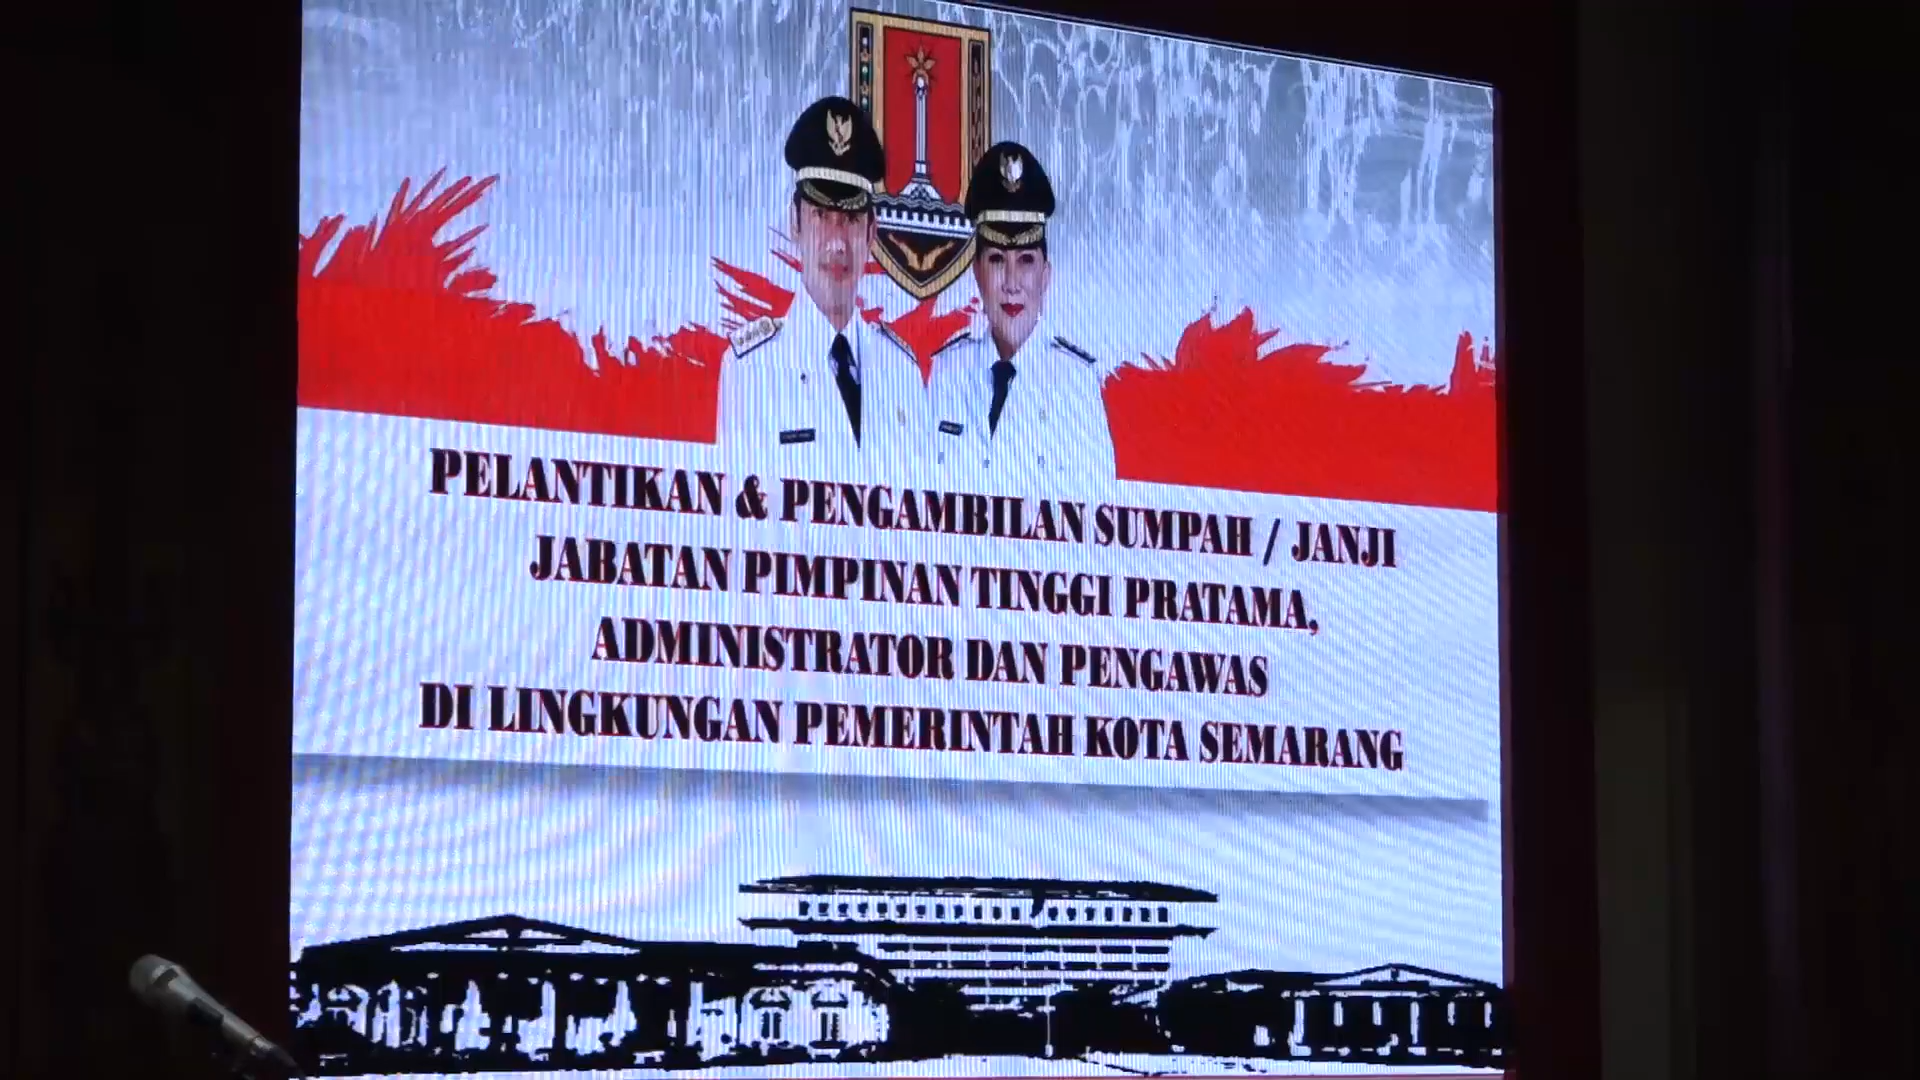 PELANTIKAN & PENGAMBILAN SUMPAH / JANJI
JABATAN PIMPINAN TINGGI PRATAMA,
ADMINISTRATOR DAN PENGAWAS
DI LINGKUNGAN PEMERINTAH KOTA SEMARANG